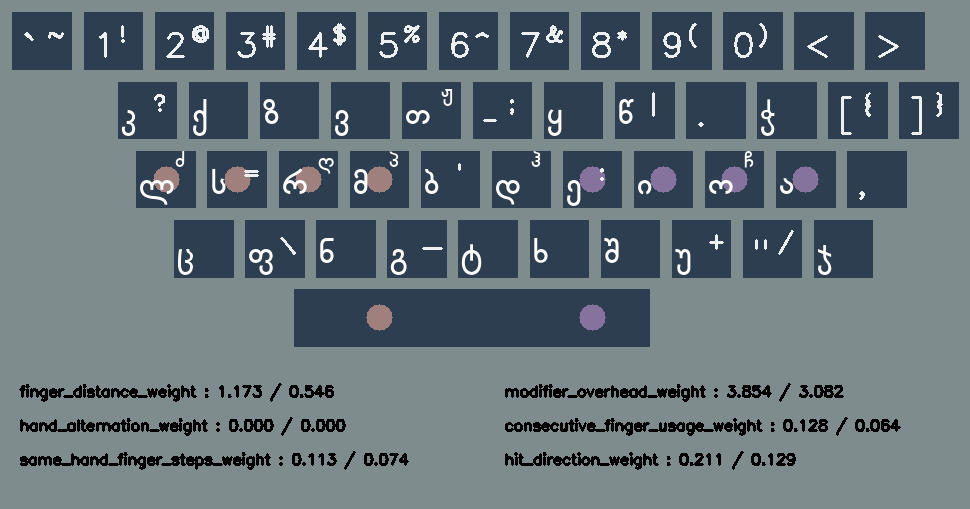 ` ~ 1 ! 2 @ 3 # 4 $ 5 % 6 ^ 7 & 8 * 9 ( 0 ) < >
კ ? ქ ზ ვ თ ჟ _ ; ყ წ | . ჭ [ { ] }
ლ ძ ს = რ ღ მ პ ბ ' დ ჰ ე : ი ო ჩ ა ,
ც ფ \ ნ გ — ტ ხ შ უ + " / ჯ
finger_distance_weight : 1.173 / 0.546
modifier_overhead_weight : 3.854 / 3.082
hand_alternation_weight : 0.000 / 0.000
consecutive_finger_usage_weight : 0.128 / 0.064
same_hand_finger_steps_weight : 0.113 / 0.074
hit_direction_weight : 0.211 / 0.129